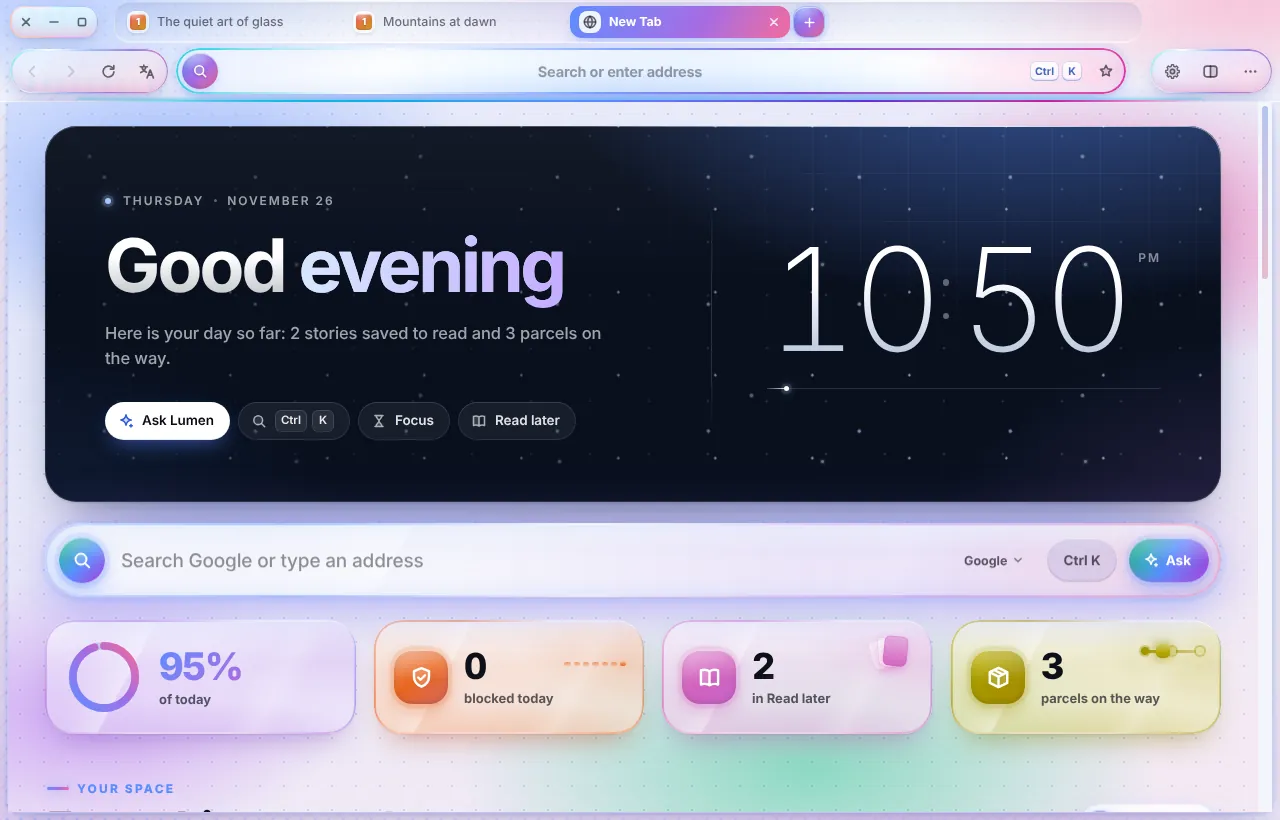 1 The quiet art of glass
1 Mountains at dawn
New Tab
Search or enter address
Ctrl K
THURSDAY · NOVEMBER 26
Good evening
Here is your day so far: 2 stories saved to read and 3 parcels on
the way.
10:50 PM
Ask Lumen
Ctrl K
Focus
Read later
Search Google or type an address
Google
Ctrl K
Ask
95%
of today
0
blocked today
2
in Read later
3
parcels on the way
YOUR SPACE